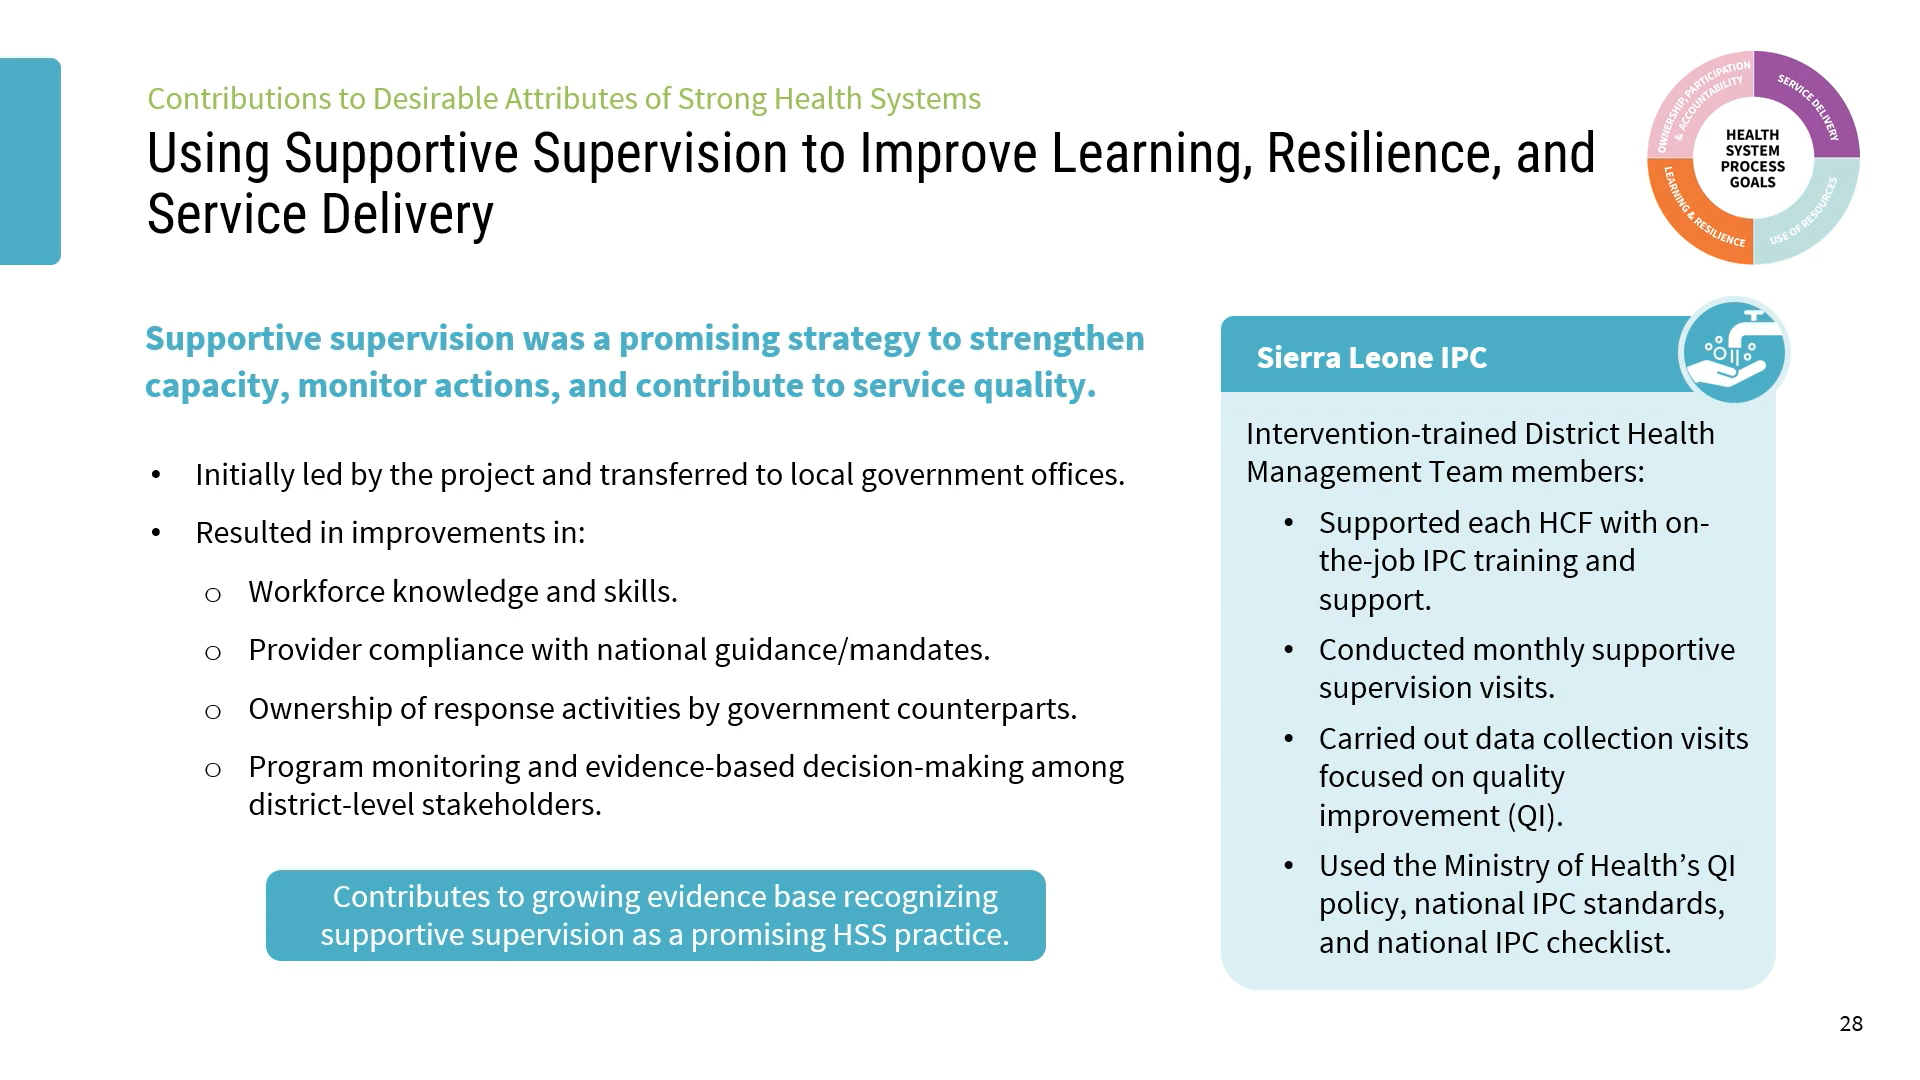 Contributions to Desirable Attributes of Strong Health Systems
Using Supportive Supervision to Improve Learning, Resilience, and
Service Delivery
OWNERSHIP, PARTICIPATION
& ACCOUNTABILITY
SERVICE DELIVERY
HEALTH
SYSTEM
PROCESS
GOALS
LEARNING & RESILIENCE
USE OF RESOURCES
Supportive supervision was a promising strategy to strengthen
capacity, monitor actions, and contribute to service quality.
• Initially led by the project and transferred to local government offices.
• Resulted in improvements in:
o Workforce knowledge and skills.
o Provider compliance with national guidance/mandates.
o Ownership of response activities by government counterparts.
o Program monitoring and evidence-based decision-making among
district-level stakeholders.
Contributes to growing evidence base recognizing
supportive supervision as a promising HSS practice.
Sierra Leone IPC
Intervention-trained District Health
Management Team members:
• Supported each HCF with on-
the-job IPC training and
support.
• Conducted monthly supportive
supervision visits.
• Carried out data collection visits
focused on quality
improvement (QI).
• Used the Ministry of Health’s QI
policy, national IPC standards,
and national IPC checklist.
28